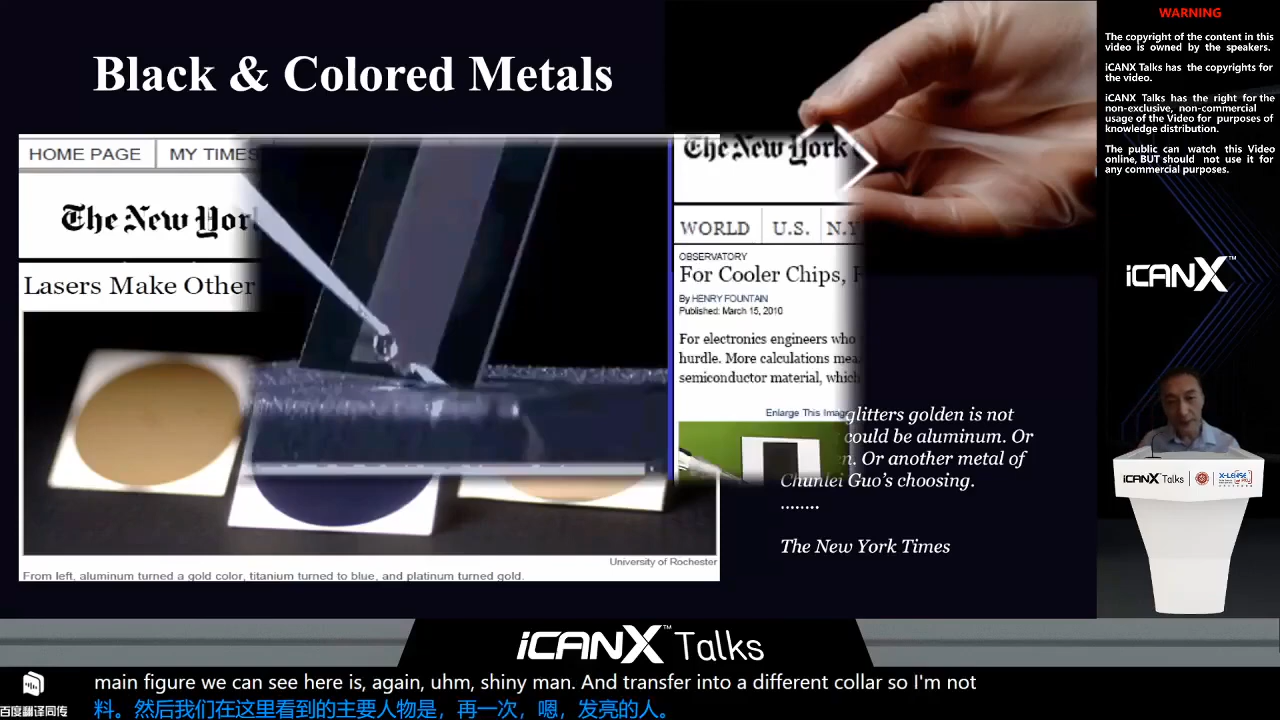 Black & Colored Metals
HOME PAGE
MY TIMES
The New Yor
Lasers Make Other
University of Rochester
From left, aluminum turned a gold color, titanium turned to blue, and platinum turned gold.
The New York
WORLD
U.S.
N.Y
OBSERVATORY
For Cooler Chips,
By HENRY FOUNTAIN
Published: March 15, 2010
For electronics engineers who
hurdle. More calculations mea
semiconductor material, which
Enlarge This Image
glitters golden is not
could be aluminum. Or
n. Or another metal of
Chunlei Guo's choosing.
........
The New York Times
WARNING
The copyright of the content in this
video is owned by the speakers.
iCANX Talks has the copyrights for
the video.
iCANX Talks has the right for the
non-exclusive, non-commercial
usage of the Video for purposes of
knowledge distribution.
The public can watch this Video
online, BUT should not use it for
any commercial purposes.
iCANX™
iCANX Talks
iCANX™ Talks
main figure we can see here is, again, uhm, shiny man. And transfer into a different collar so I'm not
百度翻译同传
料。然后我们在这里看到的主要人物是，再一次，嗯，发亮的人。